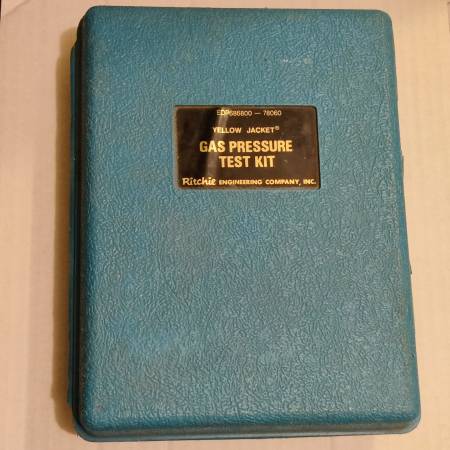 EDP686800 — 78060
YELLOW JACKET®
GAS PRESSURE
TEST KIT
Ritchie ENGINEERING COMPANY, INC.